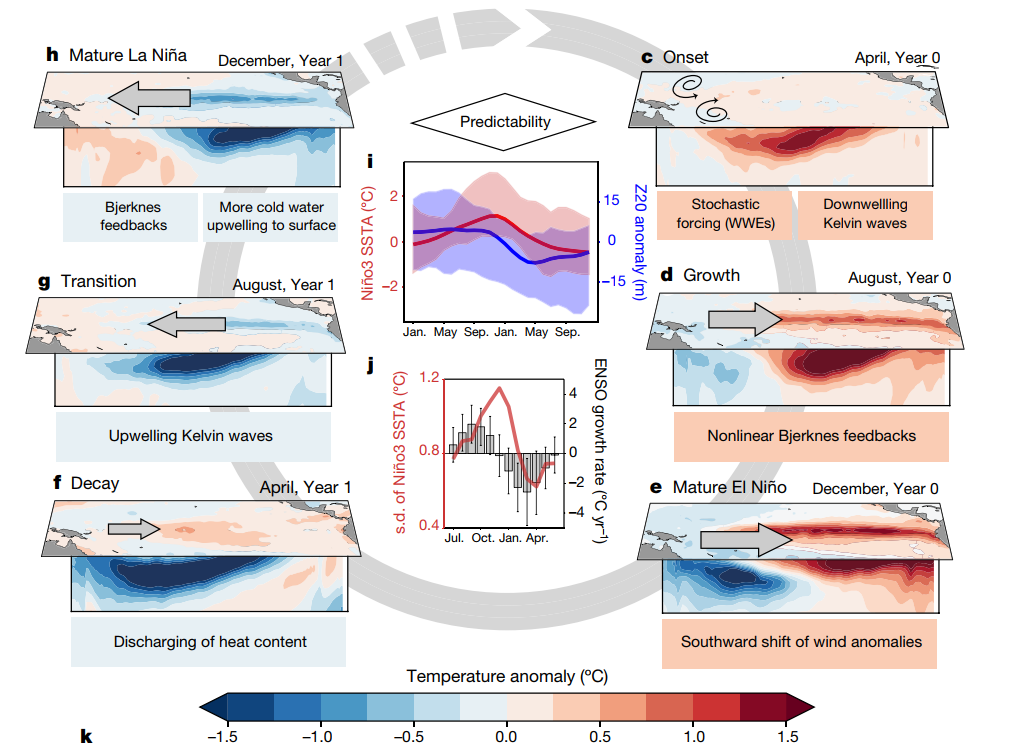 h Mature La Niña
December, Year 1
Bjerknes
feedbacks
More cold water
upwelling to surface
c Onset
April, Year 0
Stochastic
forcing (WWEs)
Downwellling
Kelvin waves
Predictability
i
Niño3 SSTA (°C)
2
0
−2
15
0
−15
Z20 anomaly (m)
Jan. May Sep. Jan. May Sep.
g Transition
August, Year 1
Upwelling Kelvin waves
d Growth
August, Year 0
Nonlinear Bjerknes feedbacks
j
s.d. of Niño3 SSTA (°C)
1.2
0.8
0.4
4
2
0
−2
−4
ENSO growth rate (°C yr⁻¹)
Jul. Oct. Jan. Apr.
f Decay
April, Year 1
Discharging of heat content
e Mature El Niño
December, Year 0
Southward shift of wind anomalies
Temperature anomaly (°C)
−1.5 −1.0 −0.5 0.0 0.5 1.0 1.5
k